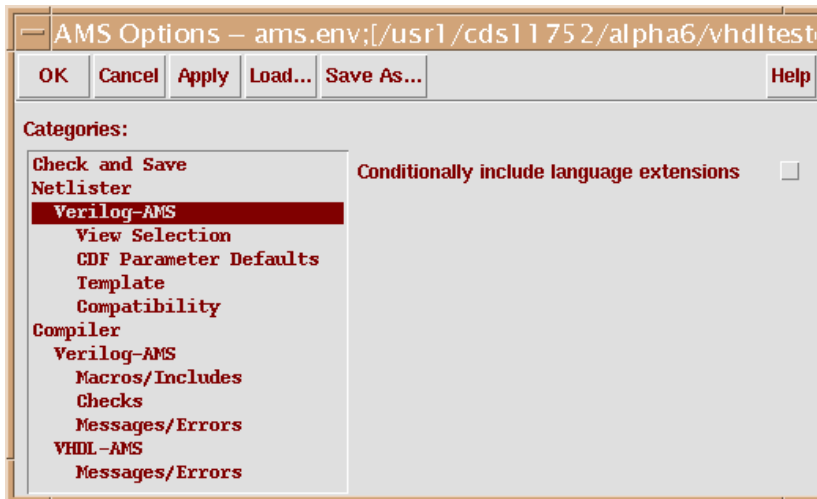 AMS Options – ams.env;[/usr1/cds11752/alpha6/vhdltest
OK Cancel Apply Load... Save As... Help
Categories:
Check and Save
Conditionally include language extensions
Netlister
Verilog-AMS
View Selection
CDF Parameter Defaults
Template
Compatibility
Compiler
Verilog-AMS
Macros/Includes
Checks
Messages/Errors
VHDL-AMS
Messages/Errors